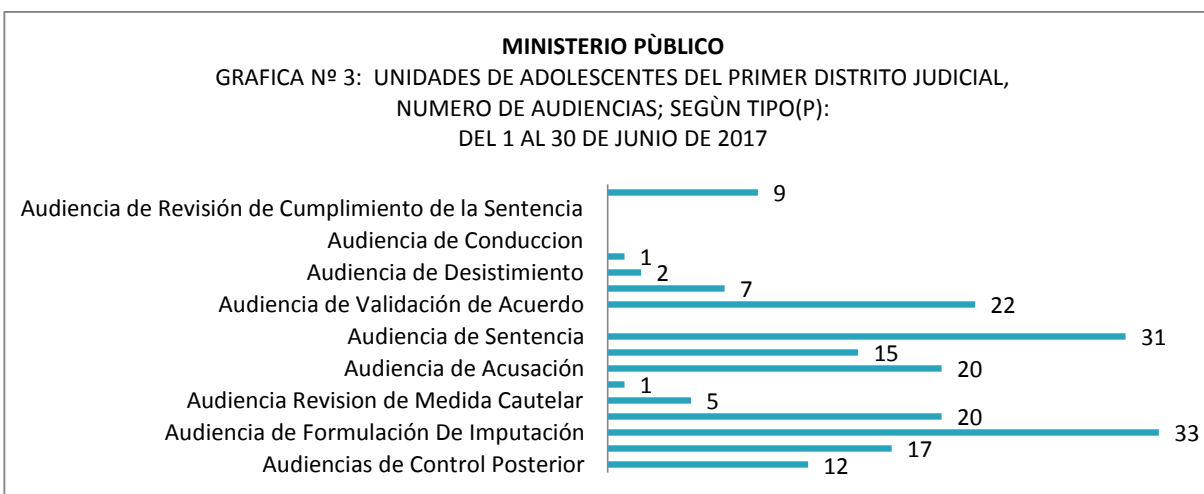 MINISTERIO PÙBLICO
GRAFICA Nº 3: UNIDADES DE ADOLESCENTES DEL PRIMER DISTRITO JUDICIAL,
NUMERO DE AUDIENCIAS; SEGÙN TIPO(P):
DEL 1 AL 30 DE JUNIO DE 2017
9
Audiencia de Revisión de Cumplimiento de la Sentencia
Audiencia de Conduccion
1
Audiencia de Desistimiento 2
7
Audiencia de Validación de Acuerdo 22
Audiencia de Sentencia 31
15
Audiencia de Acusación 20
1
Audiencia Revision de Medida Cautelar 5
20
Audiencia de Formulación De Imputación 33
17
Audiencias de Control Posterior 12